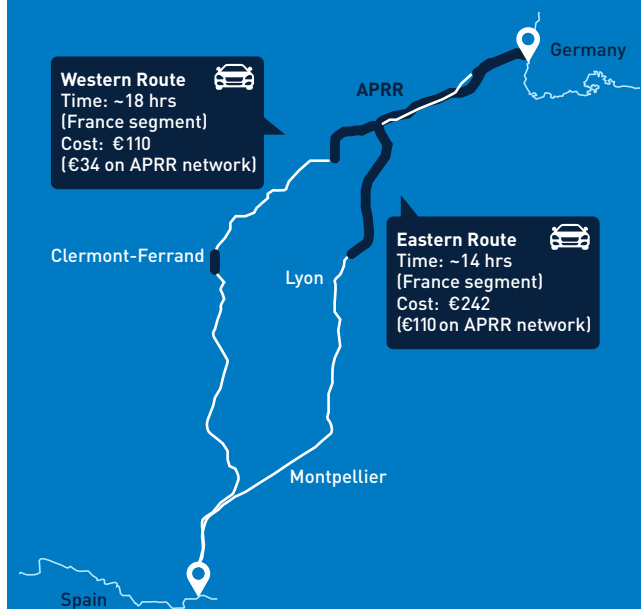 Germany
Western Route
Time: ~18 hrs
(France segment)
Cost: €110
(€34 on APRR network)
APRR
Clermont-Ferrand
Lyon
Eastern Route
Time: ~14 hrs
(France segment)
Cost: €242
(€110 on APRR network)
Montpellier
Spain